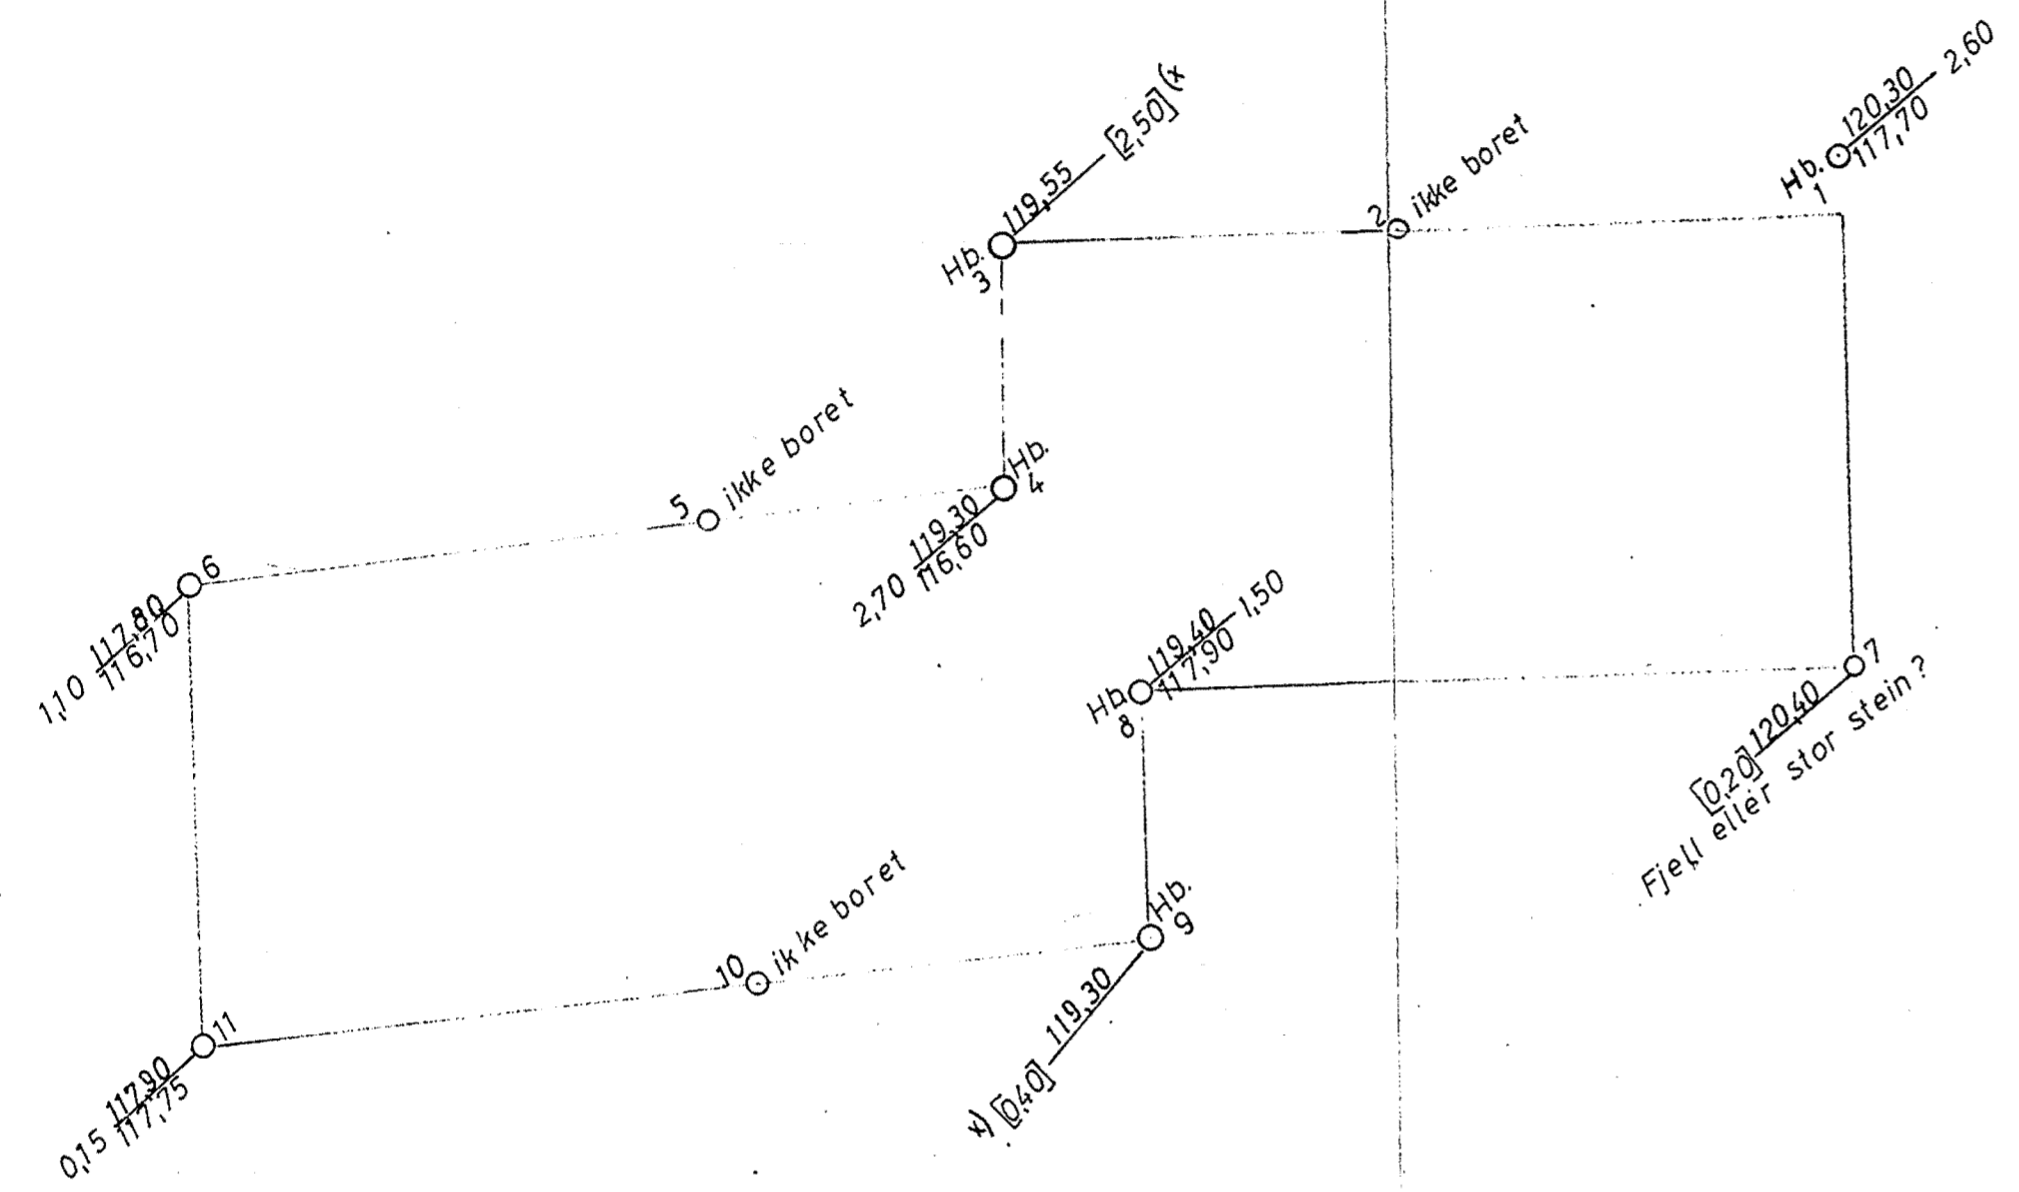 120,30
2,60
117,70
Hb.
1
[2,50] (x
119,55
Hb.
3
2
ikke boret
ikke boret
5
Hb.
4
119,30
116,60
2,70
6
117,80
116,70
1,10
119,40
1,50
117,90
Hb.
8
7
120,40
[0,20]
Fjell eller stor stein?
ikke boret
10
Hb.
9
119,30
x) [0,40]
11
117,90
117,75
0,15